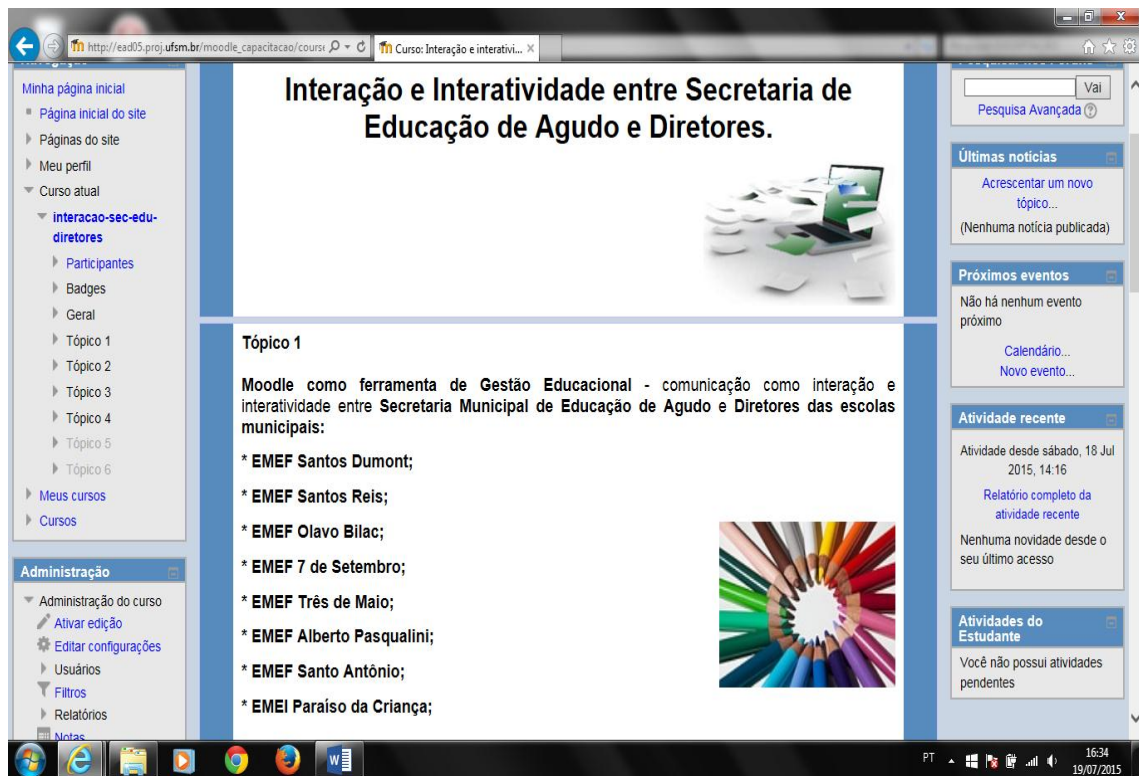 http://ead05.proj.ufsm.br/moodle_capacitacao/course
Curso: Interação e interativi...
Minha página inicial
Página inicial do site
Páginas do site
Meu perfil
Curso atual
interacao-sec-edu-
diretores
Participantes
Badges
Geral
Tópico 1
Tópico 2
Tópico 3
Tópico 4
Tópico 5
Tópico 6
Meus cursos
Cursos
Administração
Administração do curso
Ativar edição
Editar configurações
Usuários
Filtros
Relatórios
Notas
Interação e Interatividade entre Secretaria de
Educação de Agudo e Diretores.
Tópico 1
Moodle como ferramenta de Gestão Educacional - comunicação como interação e
interatividade entre Secretaria Municipal de Educação de Agudo e Diretores das escolas
municipais:
* EMEF Santos Dumont;
* EMEF Santos Reis;
* EMEF Olavo Bilac;
* EMEF 7 de Setembro;
* EMEF Três de Maio;
* EMEF Alberto Pasqualini;
* EMEF Santo Antônio;
* EMEI Paraíso da Criança;
Vai
Pesquisa Avançada
Últimas notícias
Acrescentar um novo
tópico...
(Nenhuma notícia publicada)
Próximos eventos
Não há nenhum evento
próximo
Calendário...
Novo evento...
Atividade recente
Atividade desde sábado, 18 Jul
2015, 14:16
Relatório completo da
atividade recente
Nenhuma novidade desde o
seu último acesso
Atividades do
Estudante
Você não possui atividades
pendentes
PT
16:34
19/07/2015